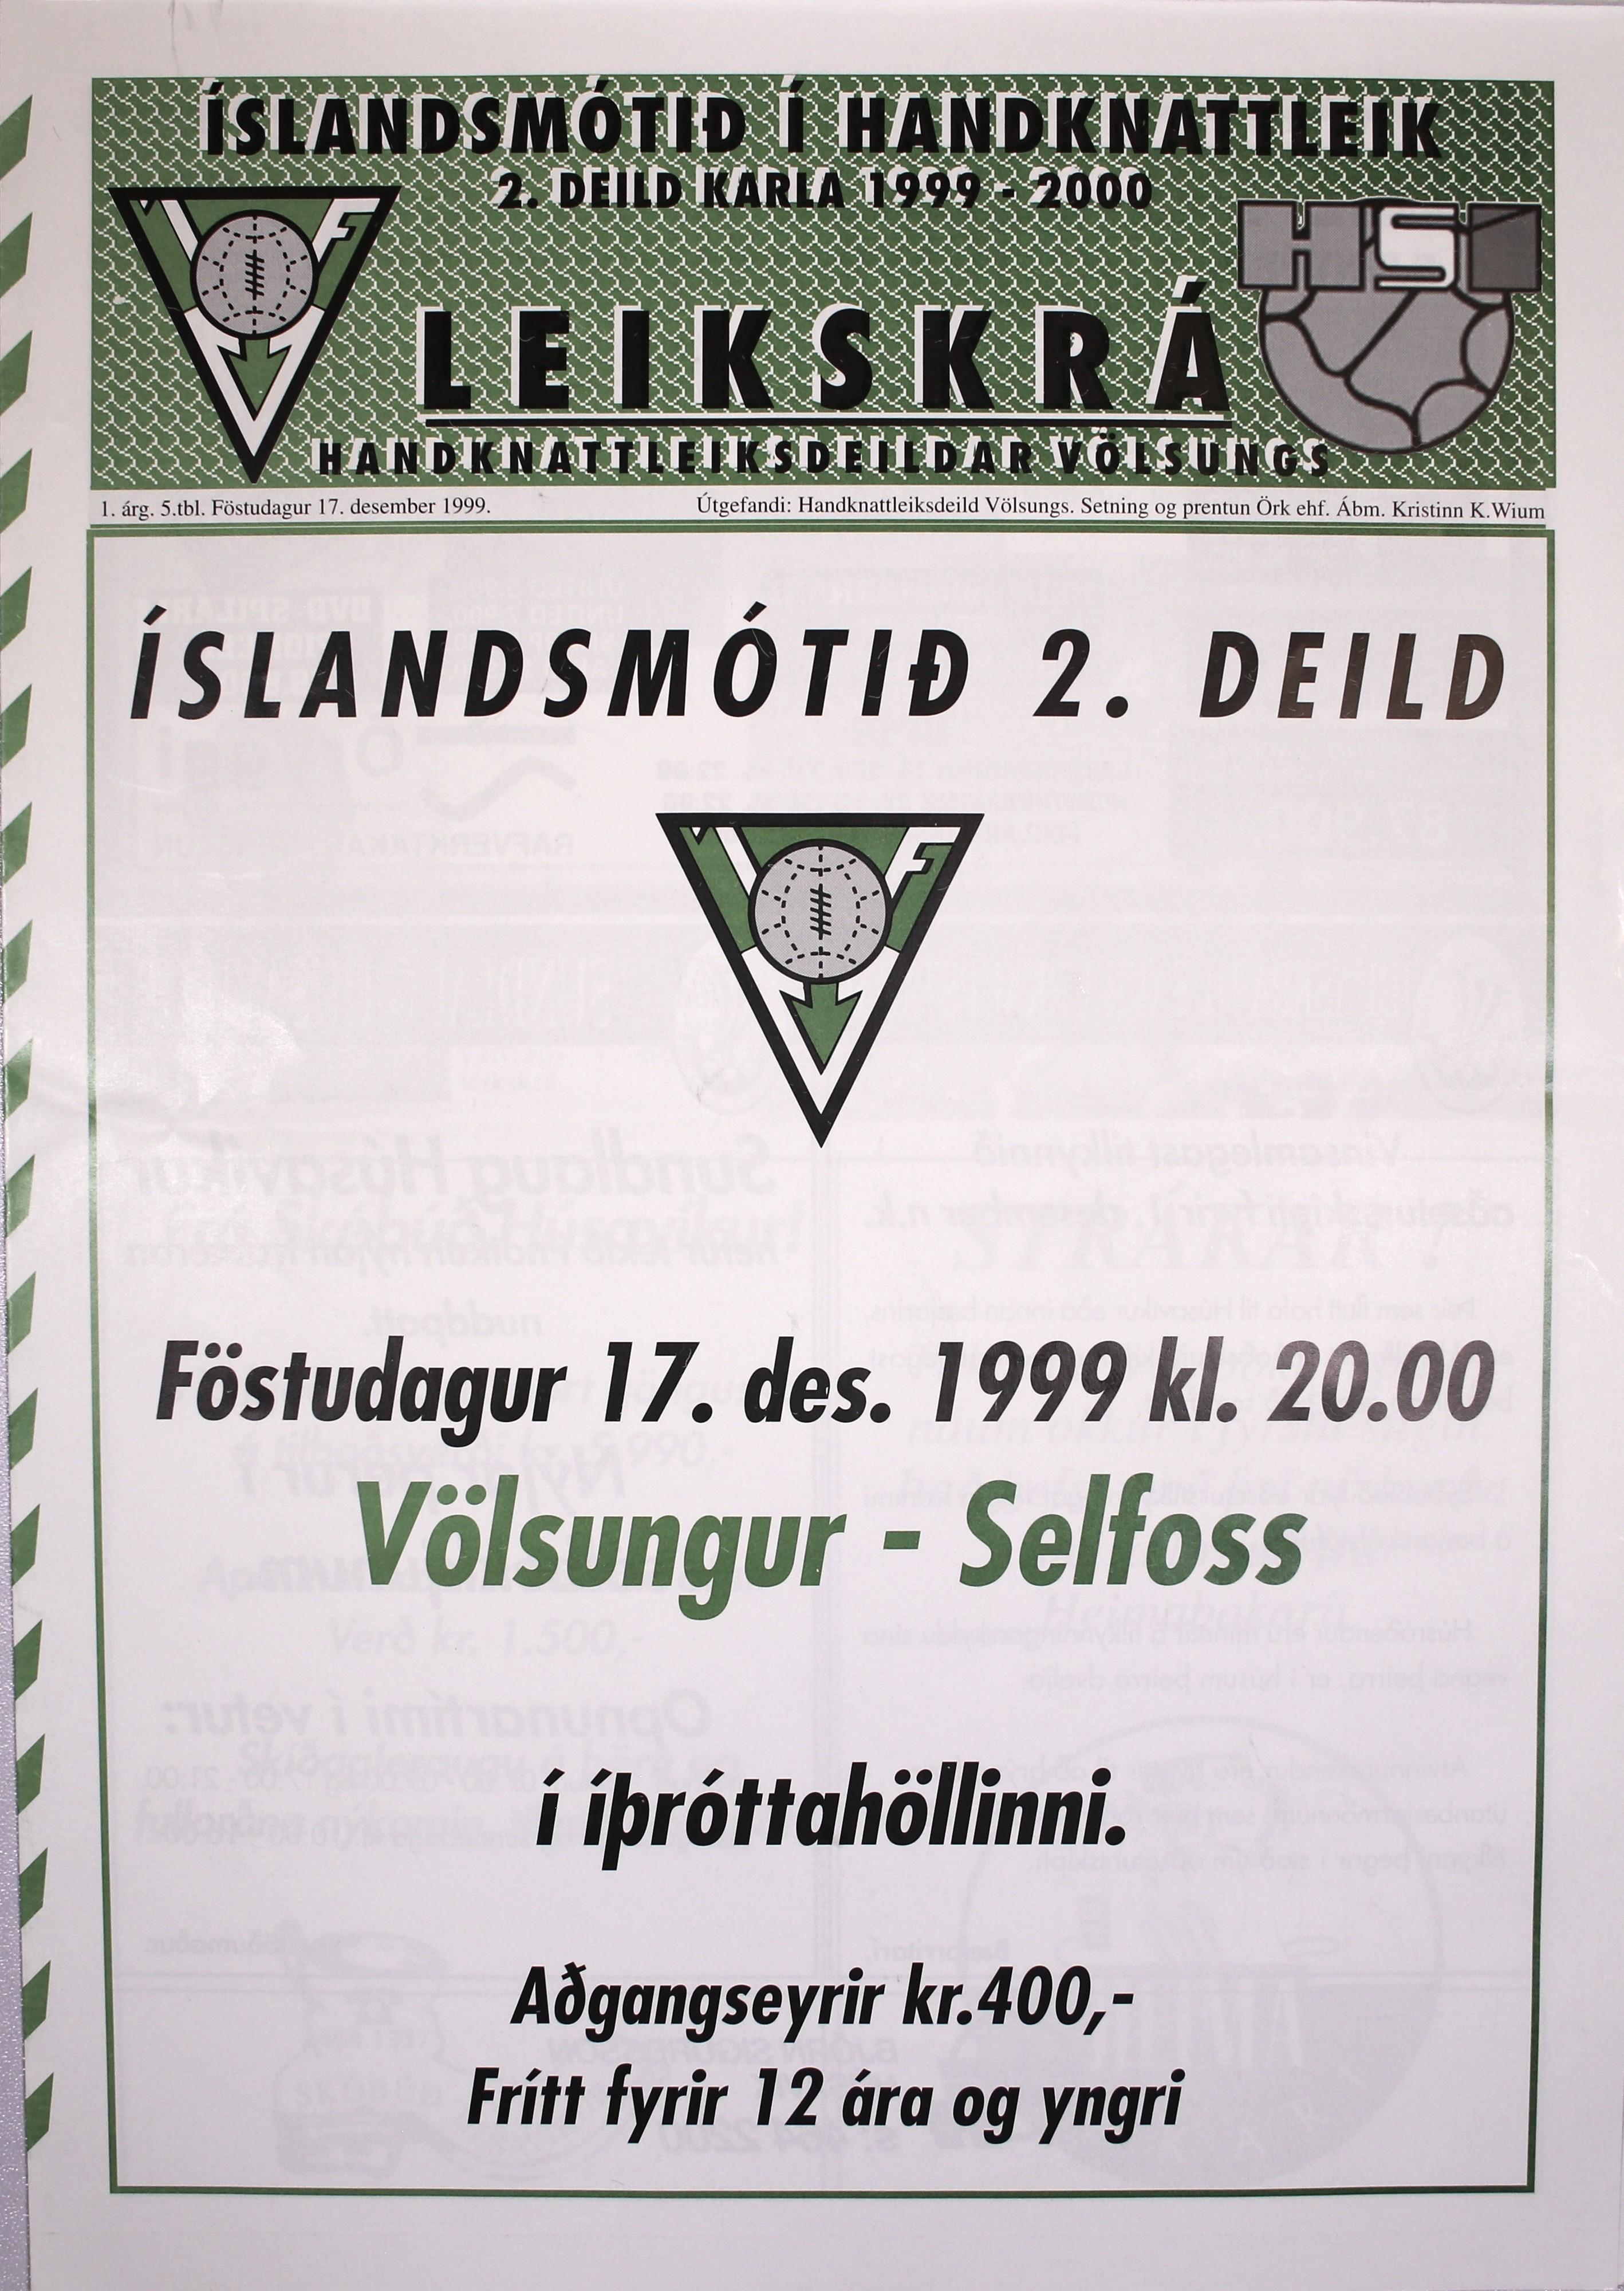 ÍSLANDSMÓTIÐ Í HANDKNATTLEIK
2. DEILD KARLA 1999 - 2000
V F
HSÍ
LEIKSKRÁ
HANDKNATTLEIKSDEILDAR VÖLSUNGS
1. árg. 5.tbl. Föstudagur 17. desember 1999.
Útgefandi: Handknattleiksdeild Völsungs. Setning og prentun Örk ehf. Ábm. Kristinn K.Wium
ÍSLANDSMÓTIÐ 2. DEILD
V F
Föstudagur 17. des. 1999 kl. 20.00
Völsungur - Selfoss
í íþróttahöllinni.
Aðgangseyrir kr.400,-
Frítt fyrir 12 ára og yngri